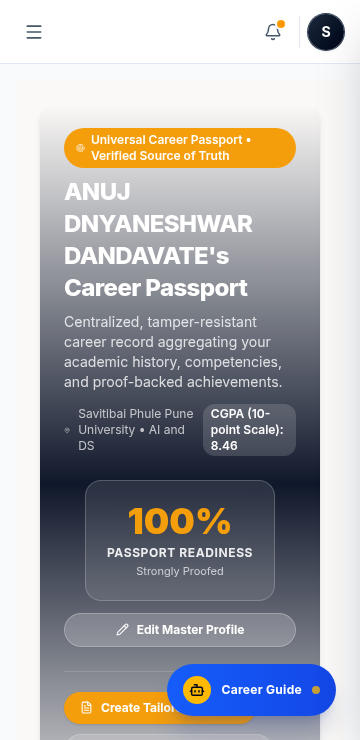 S
Universal Career Passport •
Verified Source of Truth
ANUJ
DNYANESHWAR
DANDAVATE's
Career Passport
Centralized, tamper-resistant
career record aggregating your
academic history, competencies,
and proof-backed achievements.
Savitibai Phule Pune
University • AI and
DS
CGPA (10-
point Scale):
8.46
100%
PASSPORT READINESS
Strongly Proofed
Edit Master Profile
Create
Career Guide